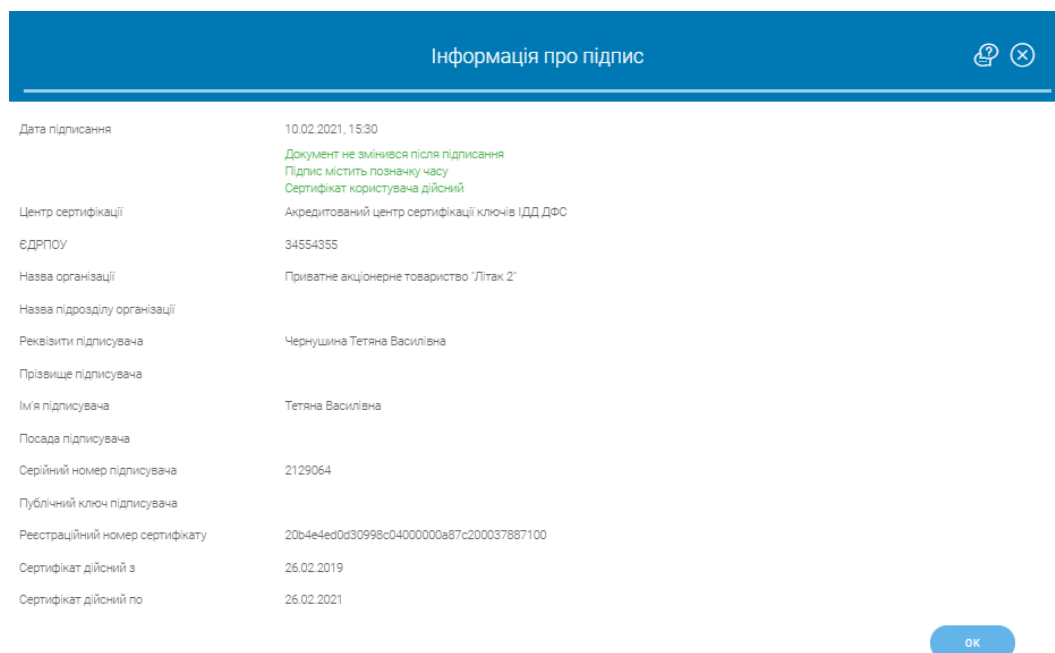 Інформація про підпис
Дата підписання 10.02.2021, 15:30
Документ не змінився після підписання
Підпис містить позначку часу
Сертифікат користувача дійсний
Центр сертифікації Акредитований центр сертифікації ключів ІДД ДФС
ЄДРПОУ 34554355
Назва організації Приватне акціонерне товариство "Літак 2"
Назва підрозділу організації
Реквізити підписувача Чернушина Тетяна Василівна
Прізвище підписувача
Ім'я підписувача Тетяна Василівна
Посада підписувача
Серійний номер підписувача 2129064
Публічний ключ підписувача
Реєстраційний номер сертифікату 20b4e4ed0d30998c04000000a87c200037887100
Сертифікат дійсний з 26.02.2019
Сертифікат дійсний по 26.02.2021
ОК